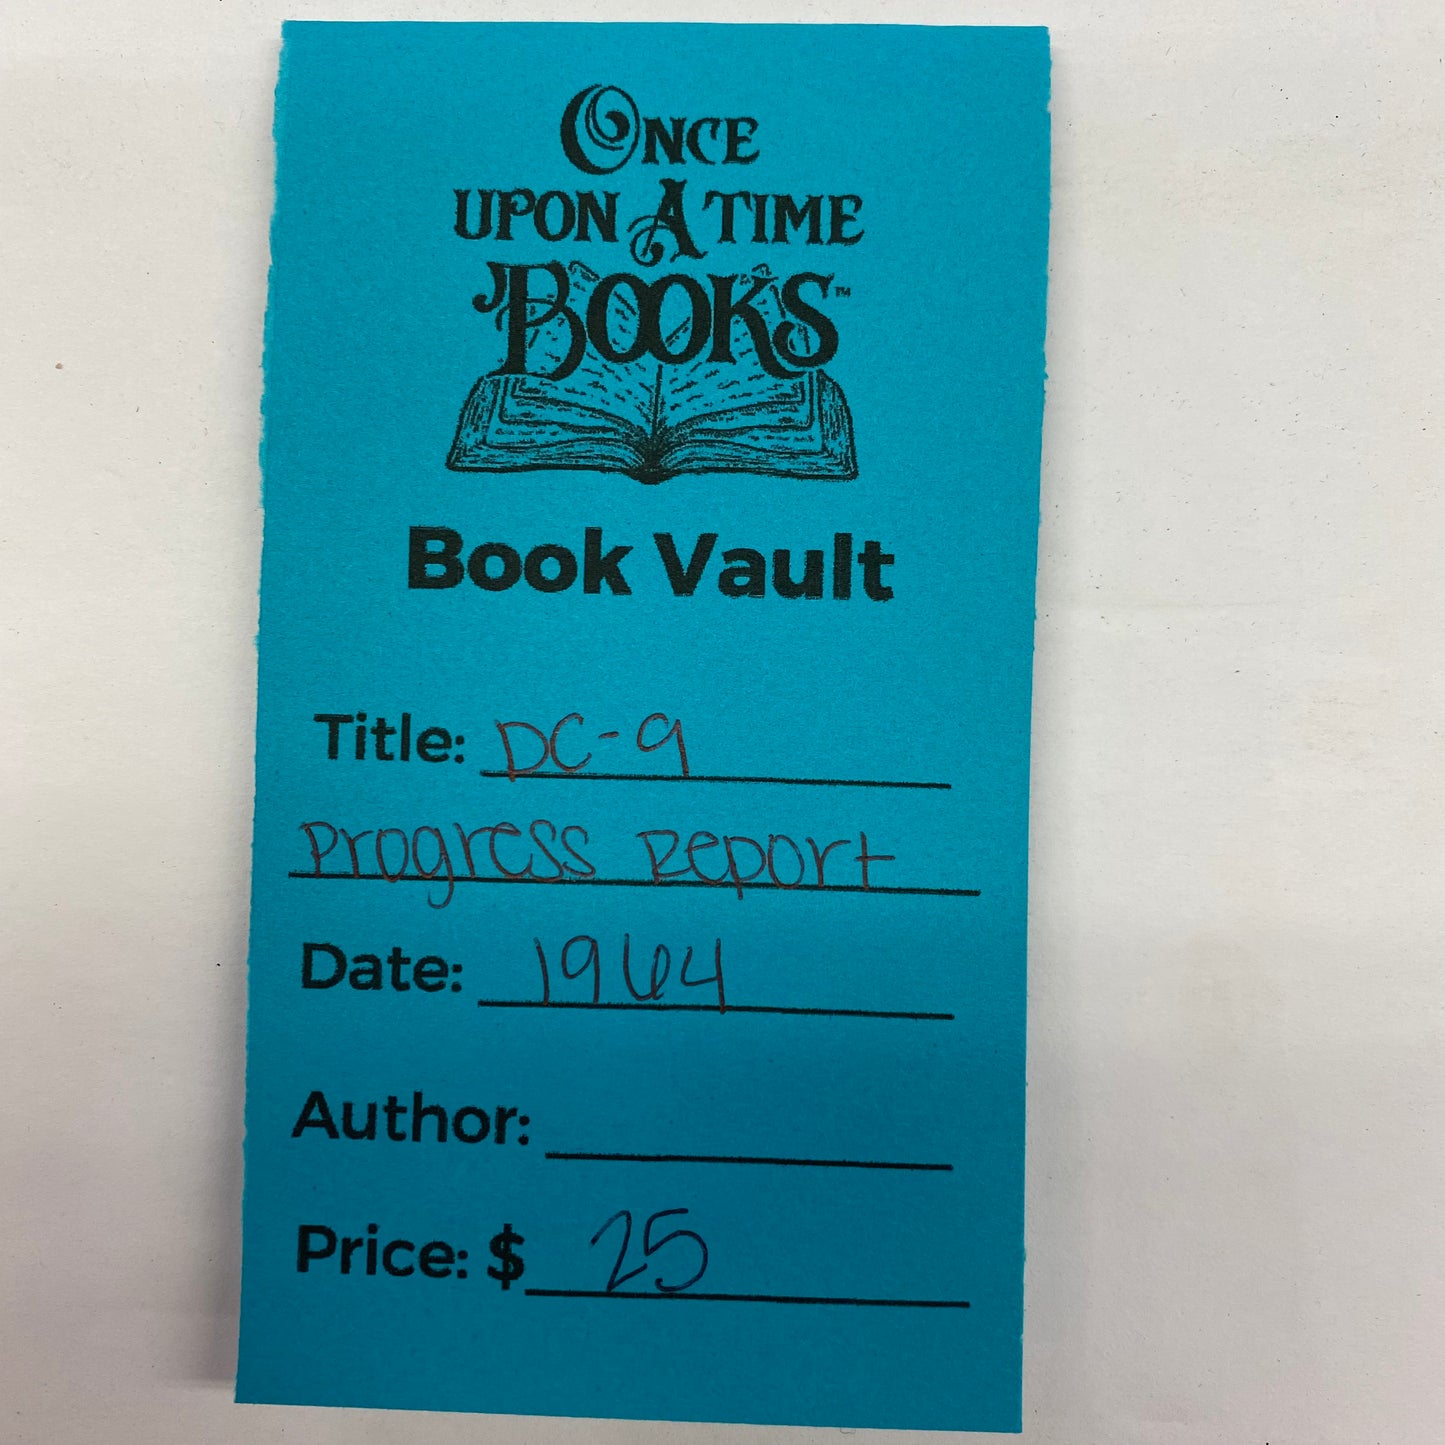 ONCE
UPON A TIME
BOOKS™
Book Vault
Title: DC-9
Progress Report
Date: 1964
Author:
Price: $ 25